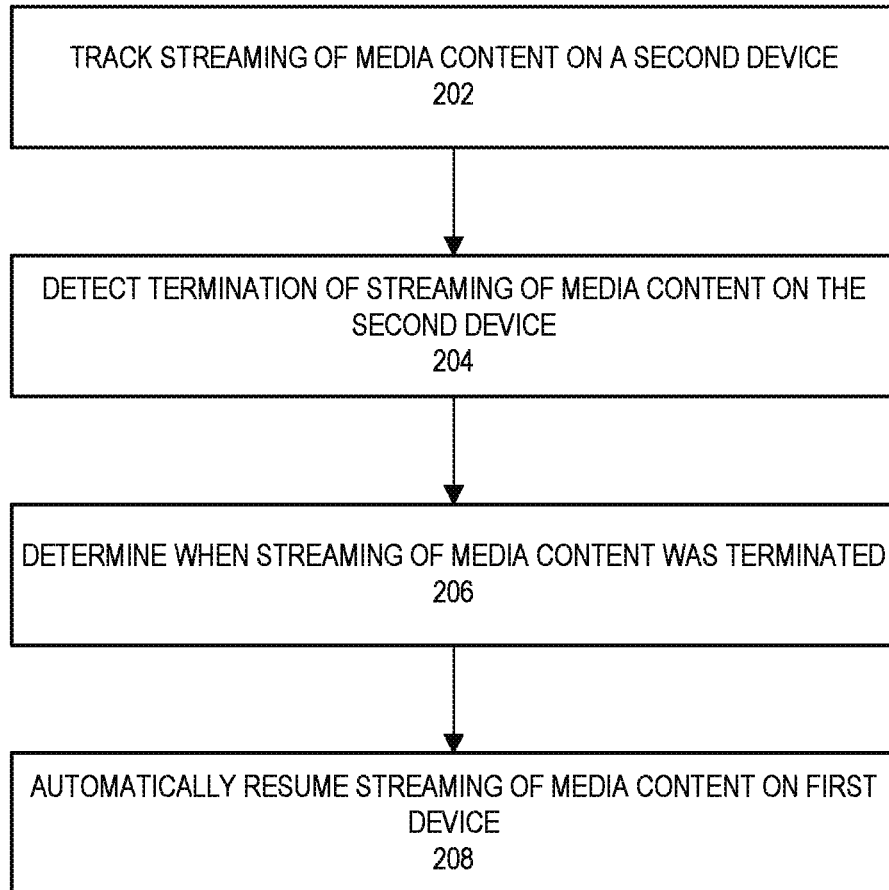 TRACK STREAMING OF MEDIA CONTENT ON A SECOND DEVICE
202
DETECT TERMINATION OF STREAMING OF MEDIA CONTENT ON THE
SECOND DEVICE
204
DETERMINE WHEN STREAMING OF MEDIA CONTENT WAS TERMINATED
206
AUTOMATICALLY RESUME STREAMING OF MEDIA CONTENT ON FIRST
DEVICE
208